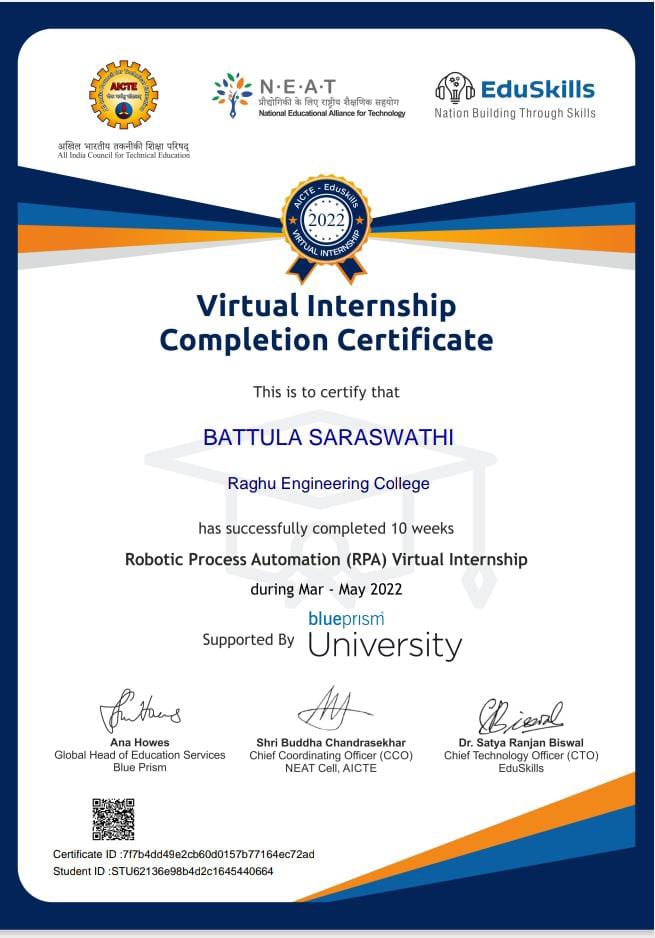 AICTE
अखिल भारतीय तकनीकी शिक्षा परिषद्
All India Council for Technical Education
N·E·A·T
प्रौद्योगिकी के लिए राष्ट्रीय शैक्षणिक सहयोग
National Educational Alliance for Technology
EduSkills
Nation Building Through Skills
AICTE - EduSkills
2022
VIRTUAL INTERNSHIP
Virtual Internship
Completion Certificate
This is to certify that
BATTULA SARASWATHI
Raghu Engineering College
has successfully completed 10 weeks
Robotic Process Automation (RPA) Virtual Internship
during Mar - May 2022
Supported By
blueprism
University
Ana Howes
Global Head of Education Services
Blue Prism
Shri Buddha Chandrasekhar
Chief Coordinating Officer (CCO)
NEAT Cell, AICTE
Dr. Satya Ranjan Biswal
Chief Technology Officer (CTO)
EduSkills
Certificate ID :7f7b4dd49e2cb60d0157b77164ec72ad
Student ID :STU62136e98b4d2c1645440664